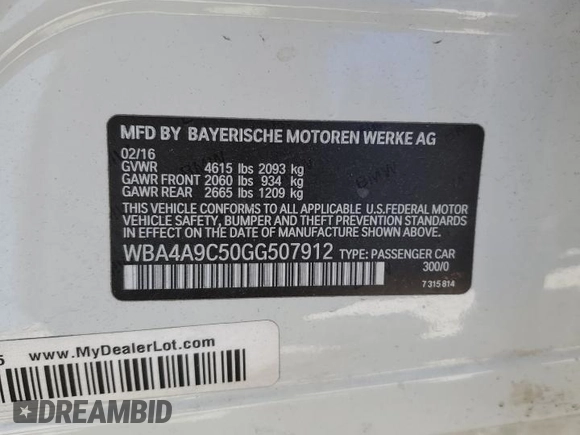 MFD BY BAYERISCHE MOTOREN WERKE AG
02/16
GVWR 4615 lbs 2093 kg
GAWR FRONT 2060 lbs 934 kg
GAWR REAR 2665 lbs 1209 kg
THIS VEHICLE CONFORMS TO ALL APPLICABLE U.S.FEDERAL MOTOR
VEHICLE SAFETY, BUMPER AND THEFT PREVENTION STANDARDS
IN EFFECT ON THE DATE OF MANUFACTURE SHOWN ABOVE.
WBA4A9C50GG507912 TYPE: PASSENGER CAR
300/0
7 315 814
5 www.MyDealerLot.com
DREAMBID